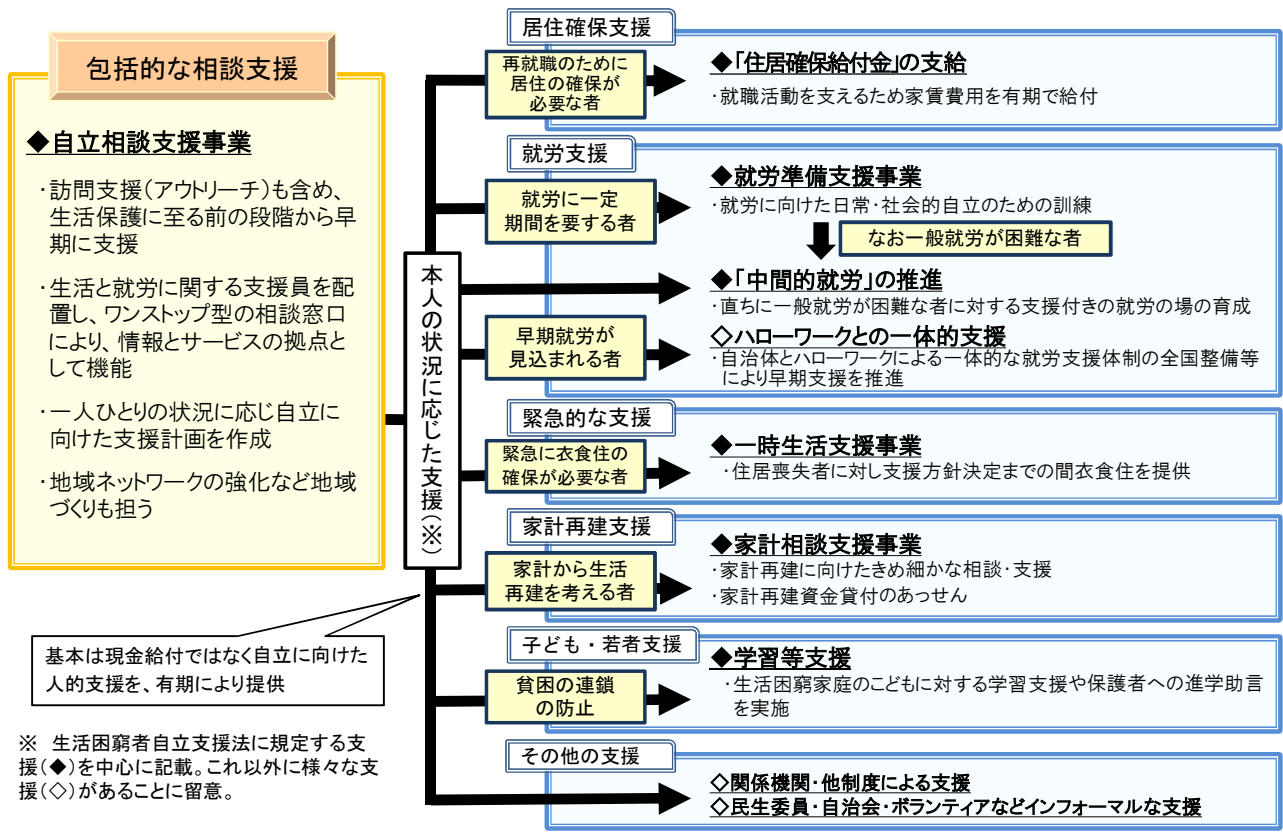 包括的な相談支援
◆自立相談支援事業
・訪問支援(アウトリーチ)も含め、
生活保護に至る前の段階から早
期に支援
・生活と就労に関する支援員を配
置し、ワンストップ型の相談窓口
により、情報とサービスの拠点と
して機能
・一人ひとりの状況に応じ自立に
向けた支援計画を作成
・地域ネットワークの強化など地域
づくりも担う
基本は現金給付ではなく自立に向けた
人的支援を、有期により提供
※ 生活困窮者自立支援法に規定する支
援(◆)を中心に記載。これ以外に様々な支
援(◇)があることに留意。
本人の状況に応じた支援(※)
居住確保支援
再就職のために
居住の確保が
必要な者
◆「住居確保給付金」の支給
・就職活動を支えるため家賃費用を有期で給付
就労支援
就労に一定
期間を要する者
◆就労準備支援事業
・就労に向けた日常・社会的自立のための訓練
なお一般就労が困難な者
◆「中間的就労」の推進
・直ちに一般就労が困難な者に対する支援付きの就労の場の育成
早期就労が
見込まれる者
◇ハローワークとの一体的支援
・自治体とハローワークによる一体的な就労支援体制の全国整備等
により早期支援を推進
緊急的な支援
緊急に衣食住の
確保が必要な者
◆一時生活支援事業
・住居喪失者に対し支援方針決定までの間衣食住を提供
家計再建支援
家計から生活
再建を考える者
◆家計相談支援事業
・家計再建に向けたきめ細かな相談・支援
・家計再建資金貸付のあっせん
子ども・若者支援
貧困の連鎖
の防止
◆学習等支援
・生活困窮家庭のこどもに対する学習支援や保護者への進学助言
を実施
その他の支援
◇関係機関・他制度による支援
◇民生委員・自治会・ボランティアなどインフォーマルな支援